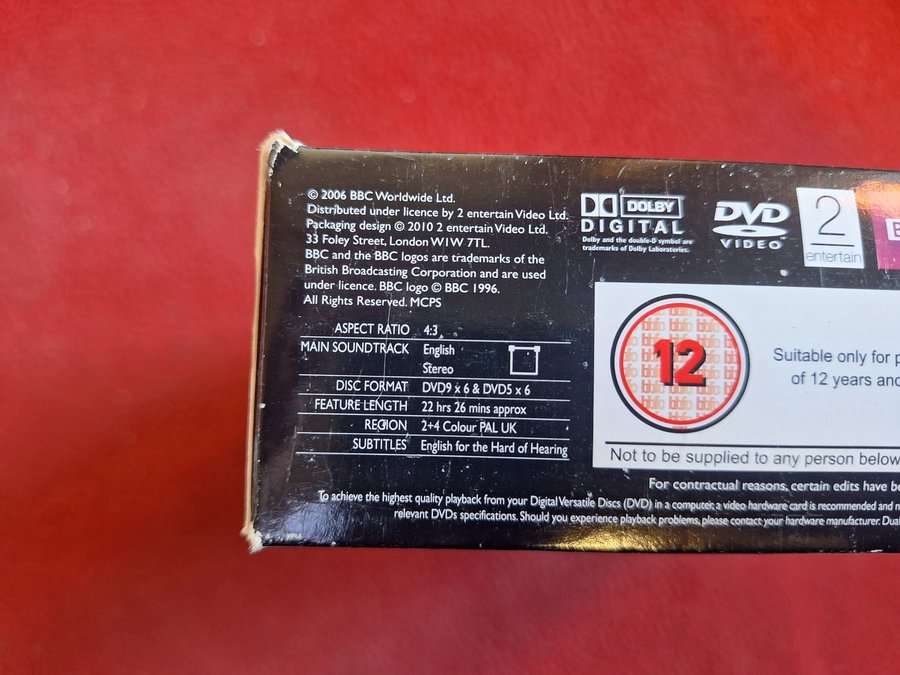 © 2006 BBC Worldwide Ltd.
Distributed under licence by 2 entertain Video Ltd.
Packaging design © 2010 2 entertain Video Ltd.
33 Foley Street, London W1W 7TL.
BBC and the BBC logos are trademarks of the
British Broadcasting Corporation and are used
under licence. BBC logo © BBC 1996.
All Rights Reserved. MCPS
ASPECT RATIO 4:3
MAIN SOUNDTRACK English
Stereo
DISC FORMAT DVD9 x 6 & DVD5 x 6
FEATURE LENGTH 22 hrs 26 mins approx
REGION 2+4 Colour PAL UK
SUBTITLES English for the Hard of Hearing
DOLBY
DIGITAL
Dolby and the double-D symbol are
trademarks of Dolby Laboratories.
DVD
VIDEO
2
entertain
B
bbfc
12
Suitable only for p
of 12 years and
Not to be supplied to any person below
For contractual reasons, certain edits have be
To achieve the highest quality playback from your Digital Versatile Discs (DVD) in a computer, a video hardware card is recommended and n
relevant DVDs specifications. Should you experience playback problems, please contact your hardware manufacturer. Dual